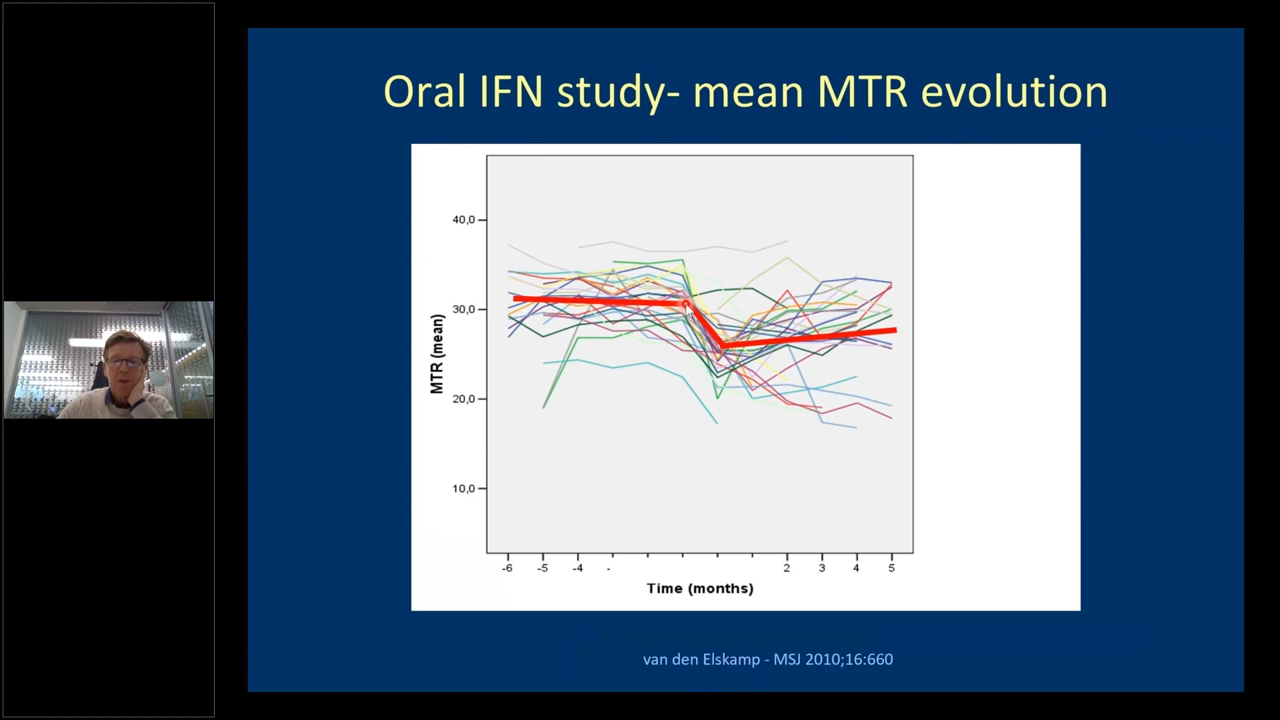 Oral IFN study- mean MTR evolution
40,0
30,0
20,0
10,0
MTR (mean)
-6 -5 -4 - 2 3 4 5
Time (months)
van den Elskamp - MSJ 2010;16:660